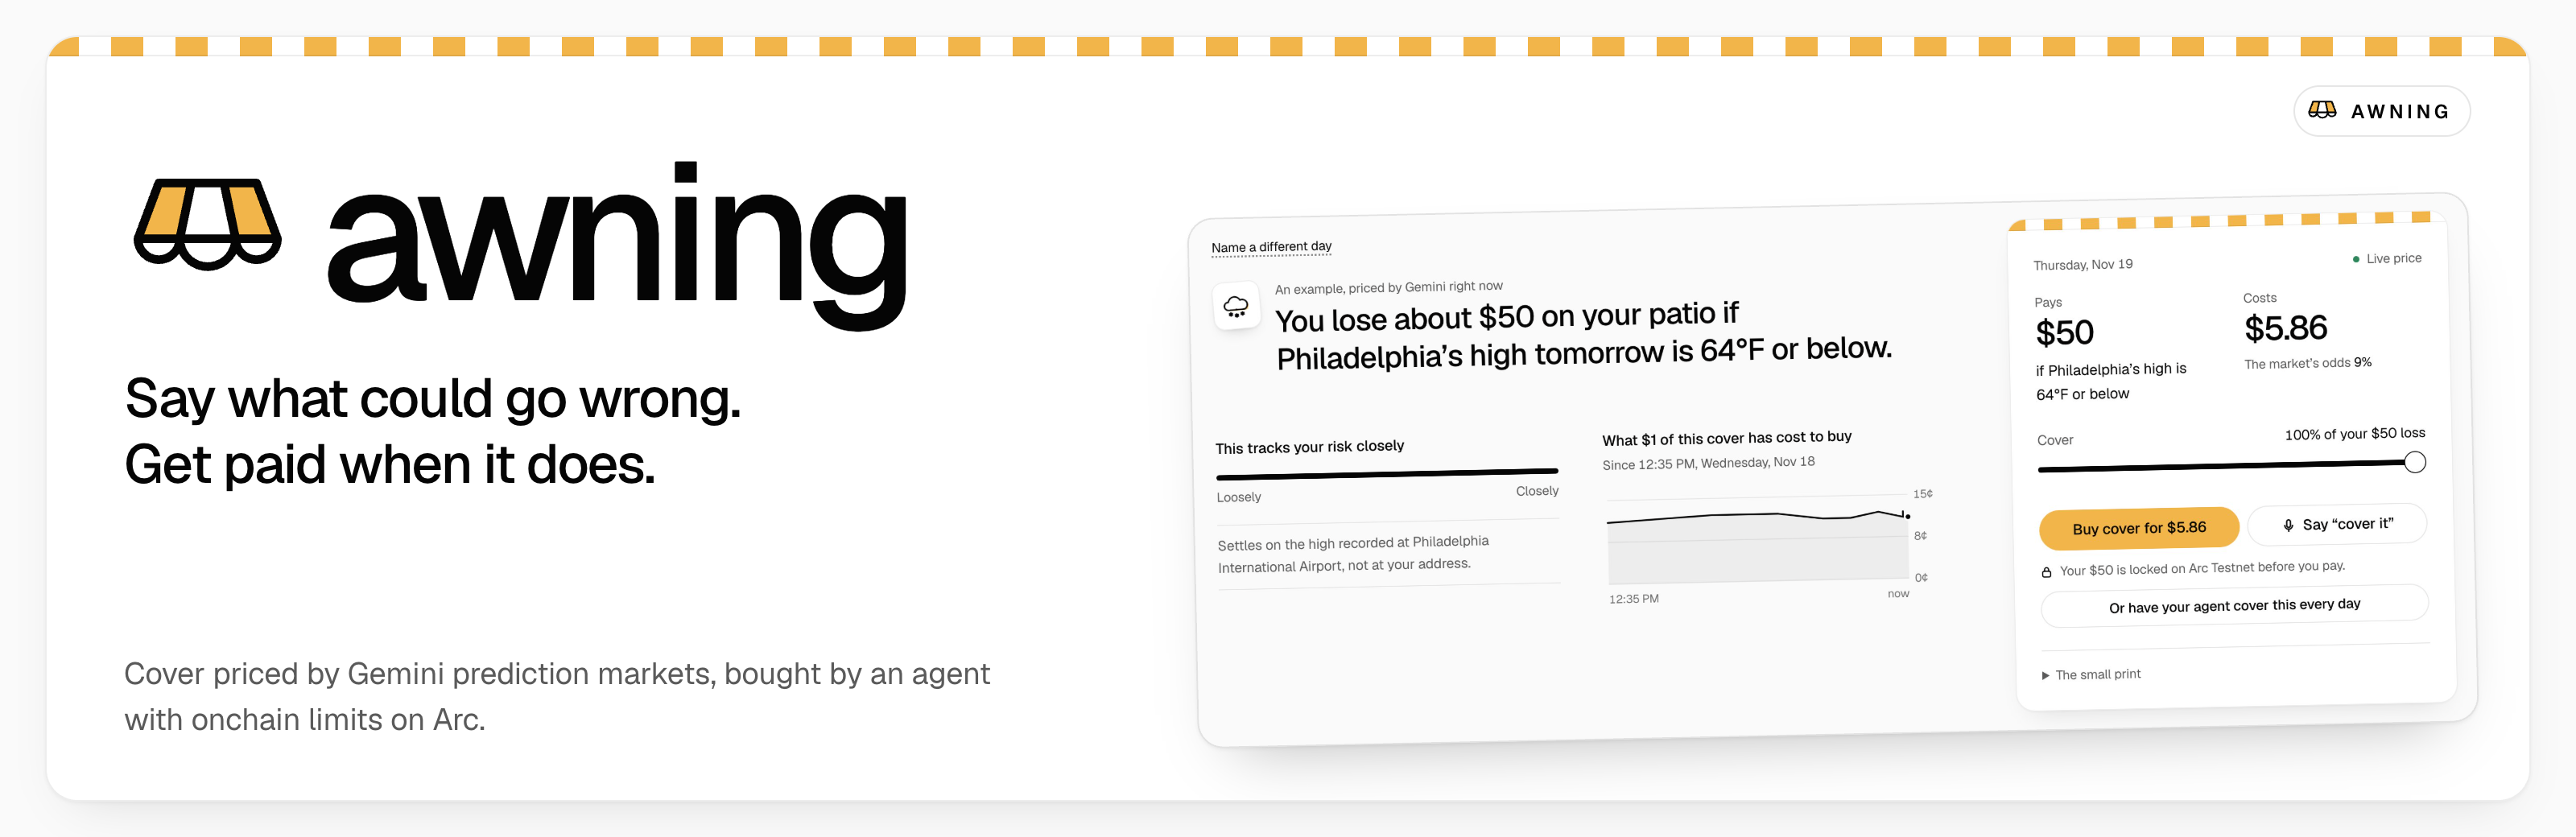 AWNING
awning
Say what could go wrong.
Get paid when it does.
Cover priced by Gemini prediction markets, bought by an agent
with onchain limits on Arc.
Name a different day
An example, priced by Gemini right now
You lose about $50 on your patio if
Philadelphia’s high tomorrow is 64°F or below.
This tracks your risk closely
Loosely
Closely
Settles on the high recorded at Philadelphia
International Airport, not at your address.
What $1 of this cover has cost to buy
Since 12:35 PM, Wednesday, Nov 18
15¢
8¢
0¢
12:35 PM
now
Thursday, Nov 19
Live price
Pays
$50
if Philadelphia’s high is
64°F or below
Costs
$5.86
The market’s odds 9%
Cover
100% of your $50 loss
Buy cover for $5.86
Say “cover it”
Your $50 is locked on Arc Testnet before you pay.
Or have your agent cover this every day
The small print